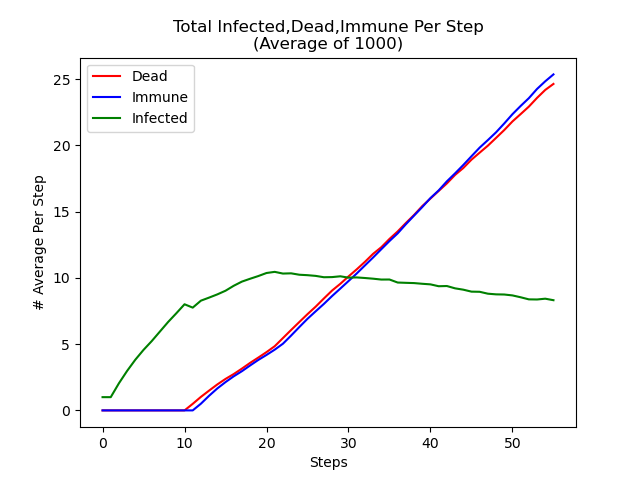 Total Infected,Dead,Immune Per Step
(Average of 1000)
Dead
Immune
Infected
# Average Per Step
25
20
15
10
5
0
0 10 20 30 40 50
Steps